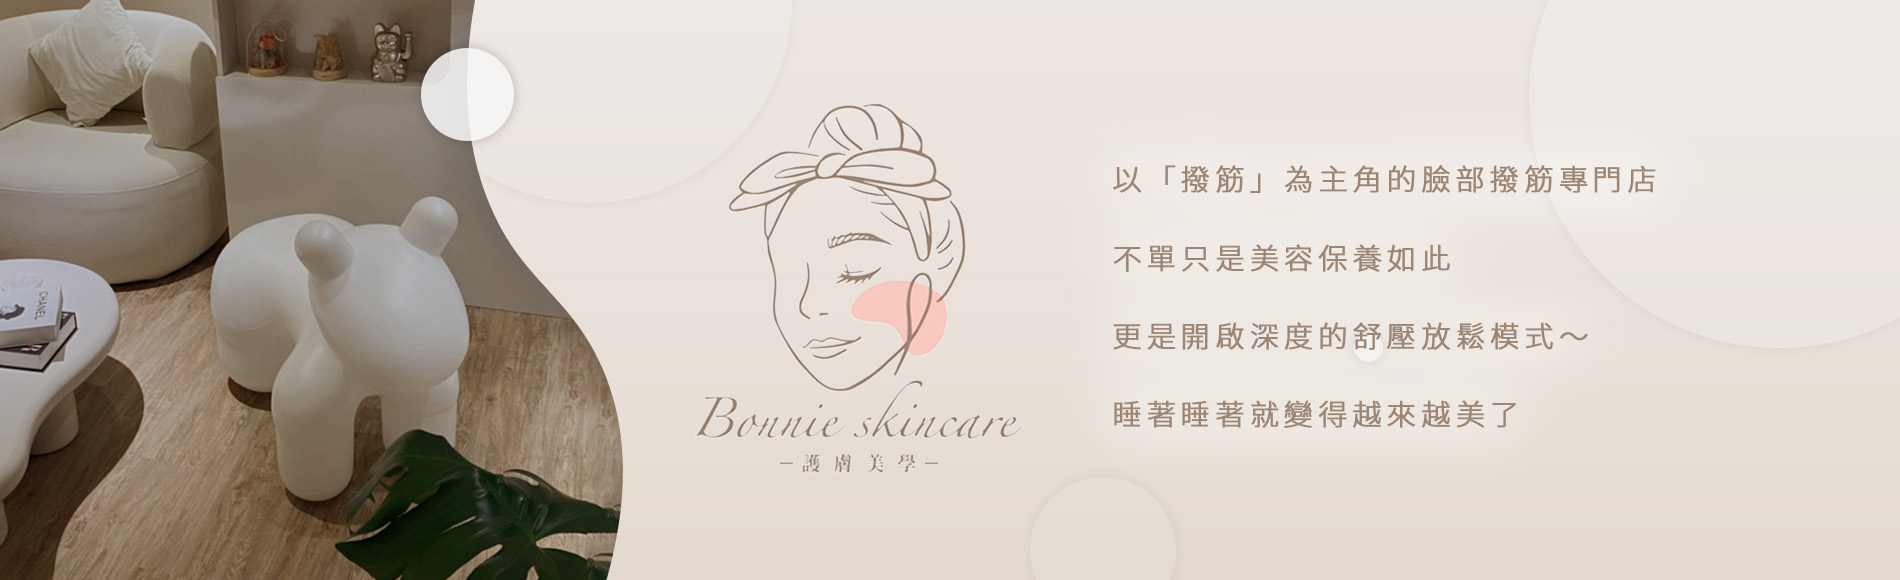 CHANEL
Bonnie skincare
－護膚美學－
以「撥筋」為主角的臉部撥筋專門店
不單只是美容保養如此
更是開啟深度的舒壓放鬆模式～
睡著睡著就變得越來越美了